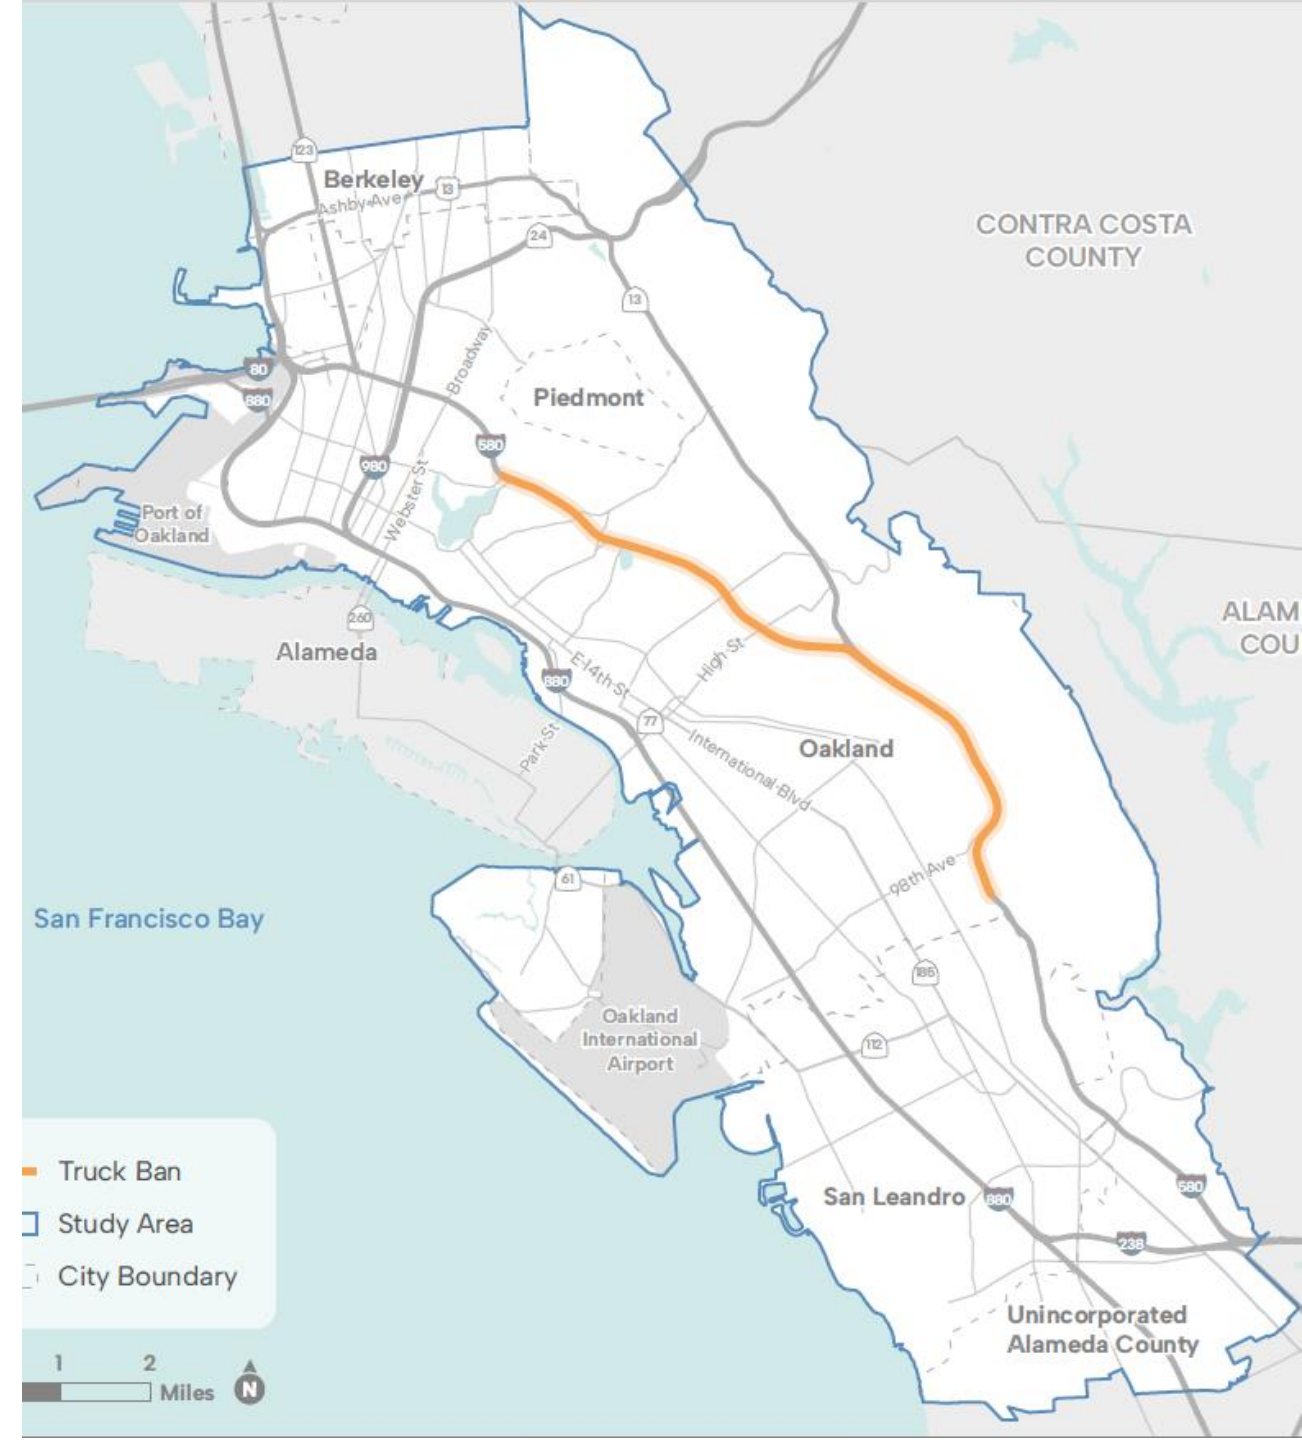 123
Berkeley
13
Ashby Ave
24
CONTRA COSTA
COUNTY
13
Broadway
80
880
Piedmont
580
980
Webster St
Port of
Oakland
260
Alameda
ALAM
COU
High St
E 14th St
880
77
Park St
International Blvd
Oakland
98th Ave
61
San Francisco Bay
185
Oakland
International
Airport
112
Truck Ban
Study Area
City Boundary
San Leandro
880
580
238
Unincorporated
Alameda County
1 2
Miles
N